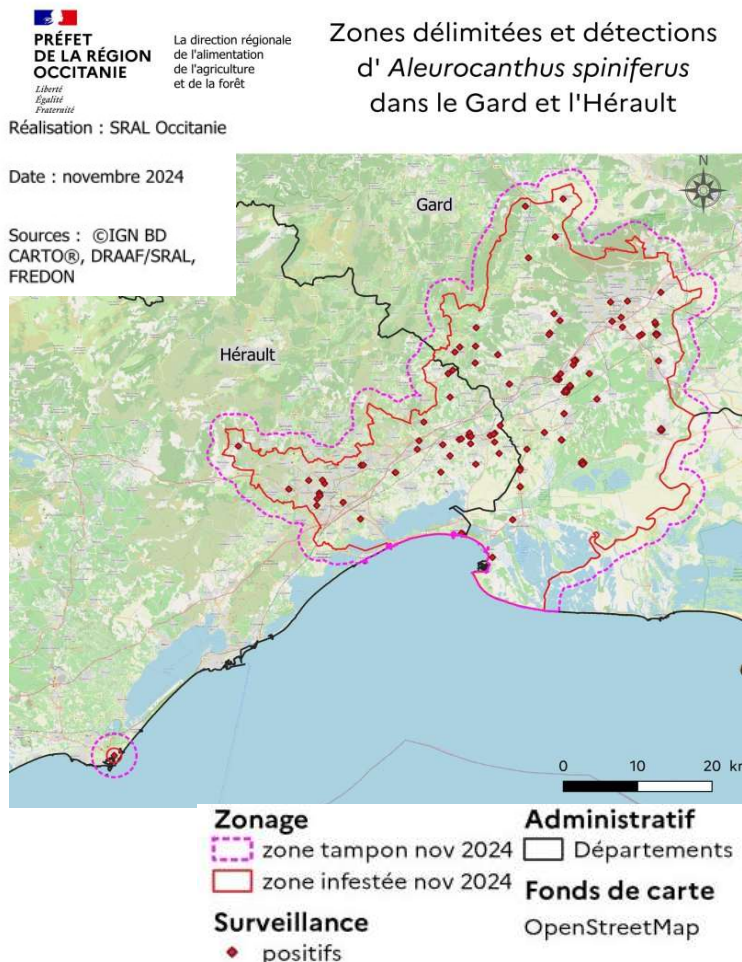 PRÉFET
DE LA RÉGION
OCCITANIE
Liberté
Égalité
Fraternité
La direction régionale
de l'alimentation
de l'agriculture
et de la forêt
Zones délimitées et détections
d' Aleurocanthus spiniferus
dans le Gard et l'Hérault
Réalisation : SRAL Occitanie
Date : novembre 2024
Sources : ©IGN BD
CARTO®, DRAAF/SRAL,
FREDON
N
Gard
Hérault
0 10 20 km
Zonage
zone tampon nov 2024
zone infestée nov 2024
Surveillance
positifs
Administratif
Départements
Fonds de carte
OpenStreetMap